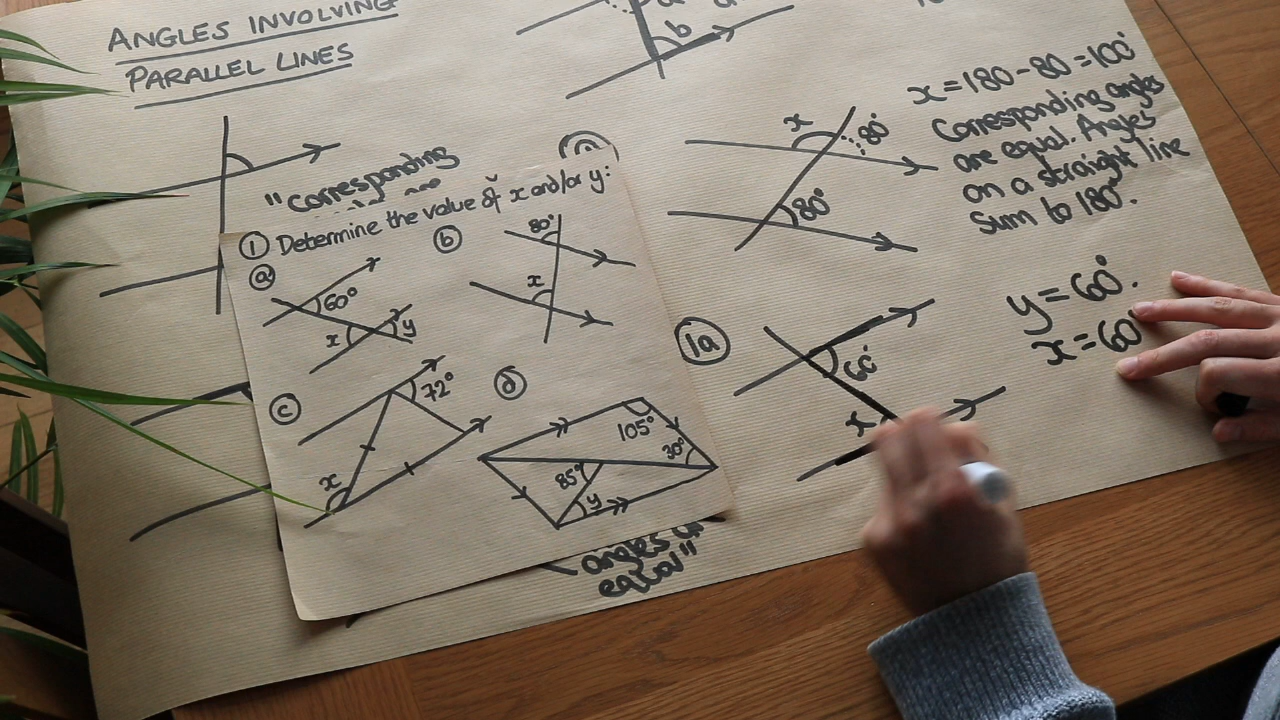 ANGLES INVOLVING
PARALLEL LINES
b
"Corresponding
① Determine the value of x and/or y:
ⓐ
60°
x
y
ⓑ
80°
x
ⓒ
72°
x
ⓓ
105°
30°
85°
y
angles in
equal"
x
80°
80°
x = 180 - 80 = 100°
Corresponding angles
are equal. Angles
on a straight line
sum to 180°.
1a
60°
x
y = 60°.
x = 60°